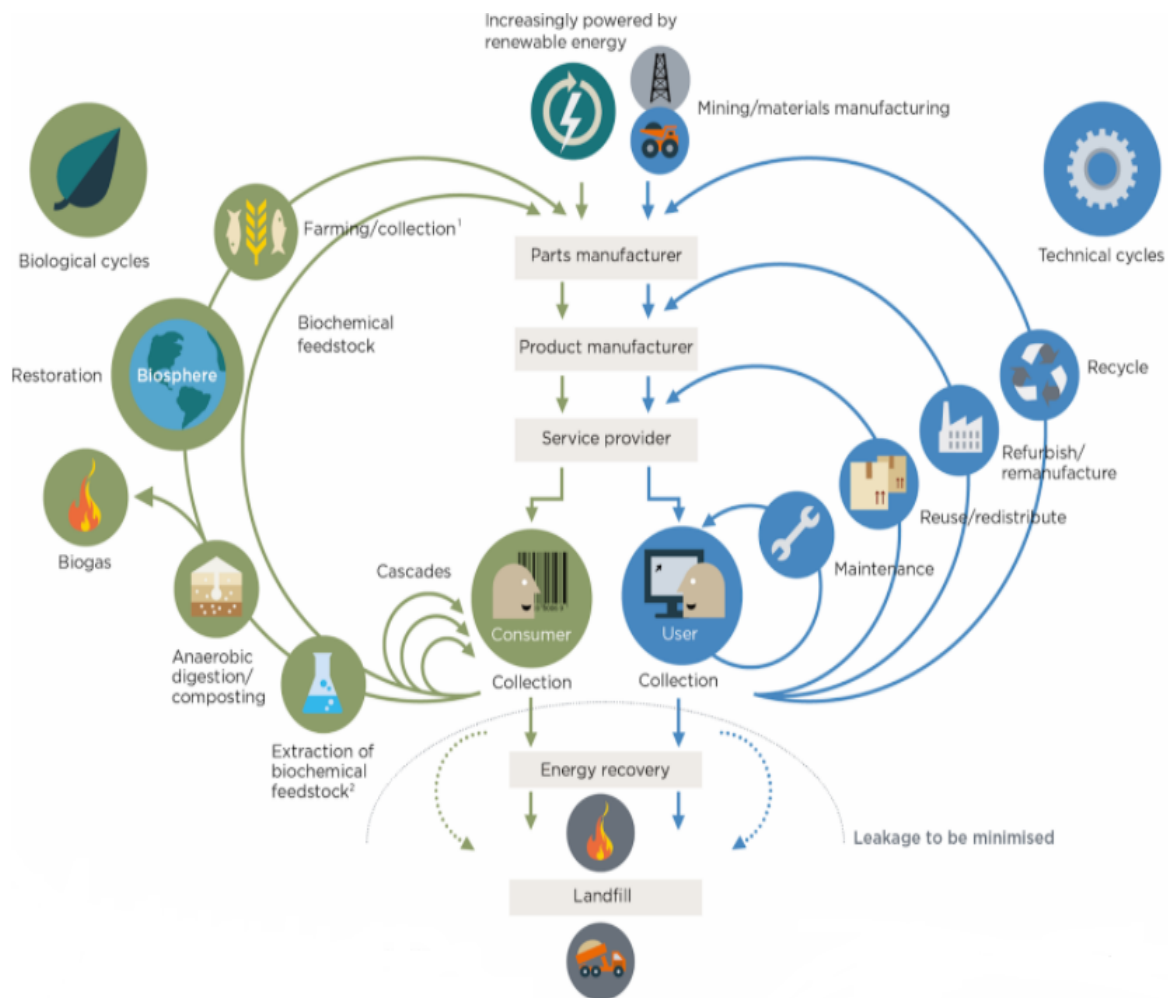 Increasingly powered by
renewable energy
Mining/materials manufacturing
Biological cycles
Farming/collection¹
Technical cycles
Parts manufacturer
Biochemical
feedstock
Product manufacturer
Restoration
Biosphere
Recycle
Service provider
Refurbish/
remanufacture
Reuse/redistribute
Biogas
Cascades
Maintenance
Consumer
User
Anaerobic
digestion/
composting
Collection
Collection
Extraction of
biochemical
feedstock²
Energy recovery
Leakage to be minimised
Landfill